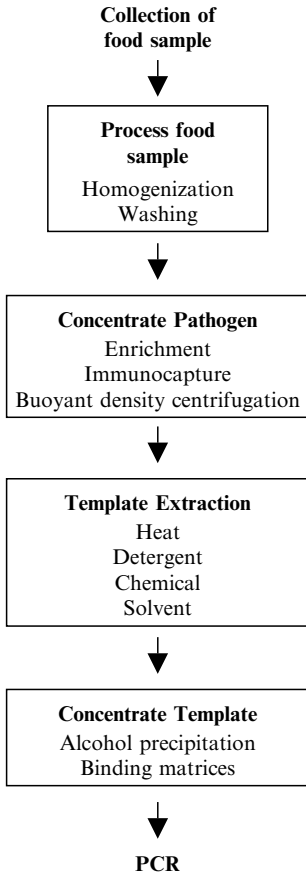 Collection of
food sample
Process food
sample
Homogenization
Washing
Concentrate Pathogen
Enrichment
Immunocapture
Buoyant density centrifugation
Template Extraction
Heat
Detergent
Chemical
Solvent
Concentrate Template
Alcohol precipitation
Binding matrices
PCR